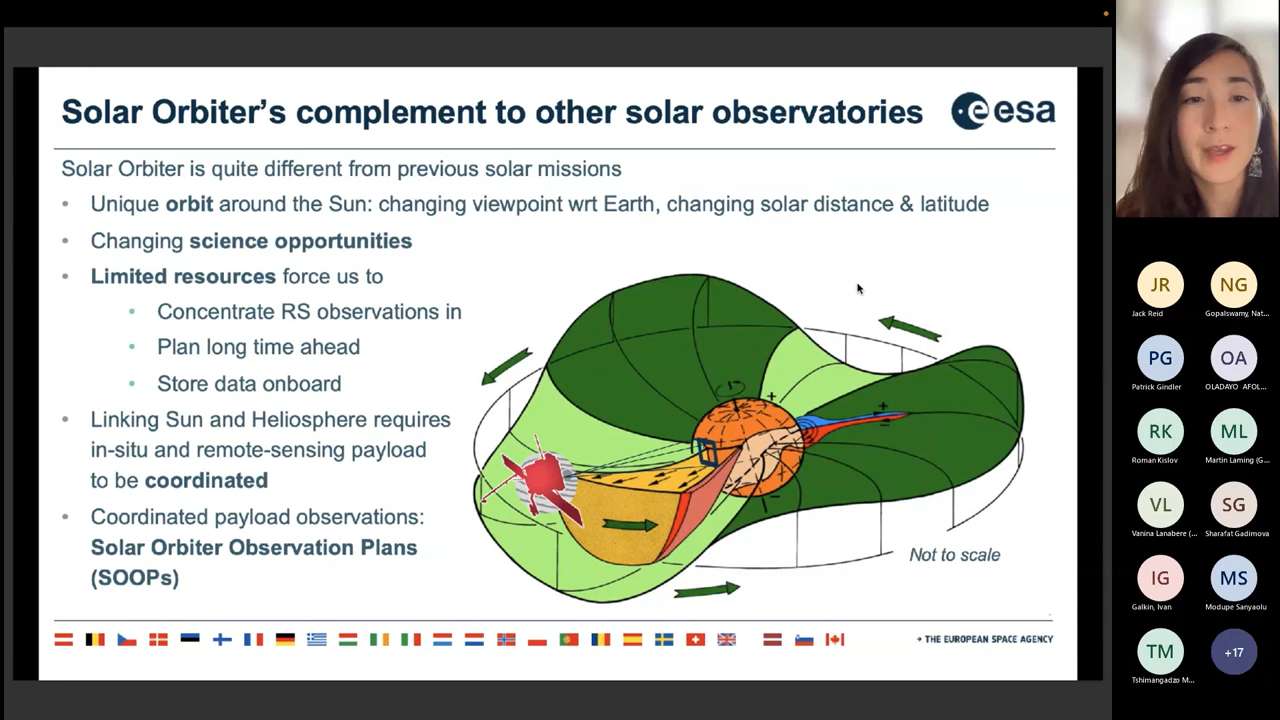 Solar Orbiter's complement to other solar observatories
esa
Solar Orbiter is quite different from previous solar missions
• Unique orbit around the Sun: changing viewpoint wrt Earth, changing solar distance & latitude
• Changing science opportunities
• Limited resources force us to
• Concentrate RS observations in
• Plan long time ahead
• Store data onboard
• Linking Sun and Heliosphere requires
in-situ and remote-sensing payload
to be coordinated
• Coordinated payload observations:
Solar Orbiter Observation Plans
(SOOPs)
Not to scale
→ THE EUROPEAN SPACE AGENCY
JR
Jack Reid
NG
Gopalswamy, Nat...
PG
Patrick Gindler
OA
OLADAYO AFOL...
RK
Roman Kislov
ML
Martin Laming (G...
VL
Vanina Lanabere (...
SG
Sharafat Gadimova
IG
Galkin, Ivan
MS
Modupe Sanyaolu
TM
Tshimangadzo M...
+17